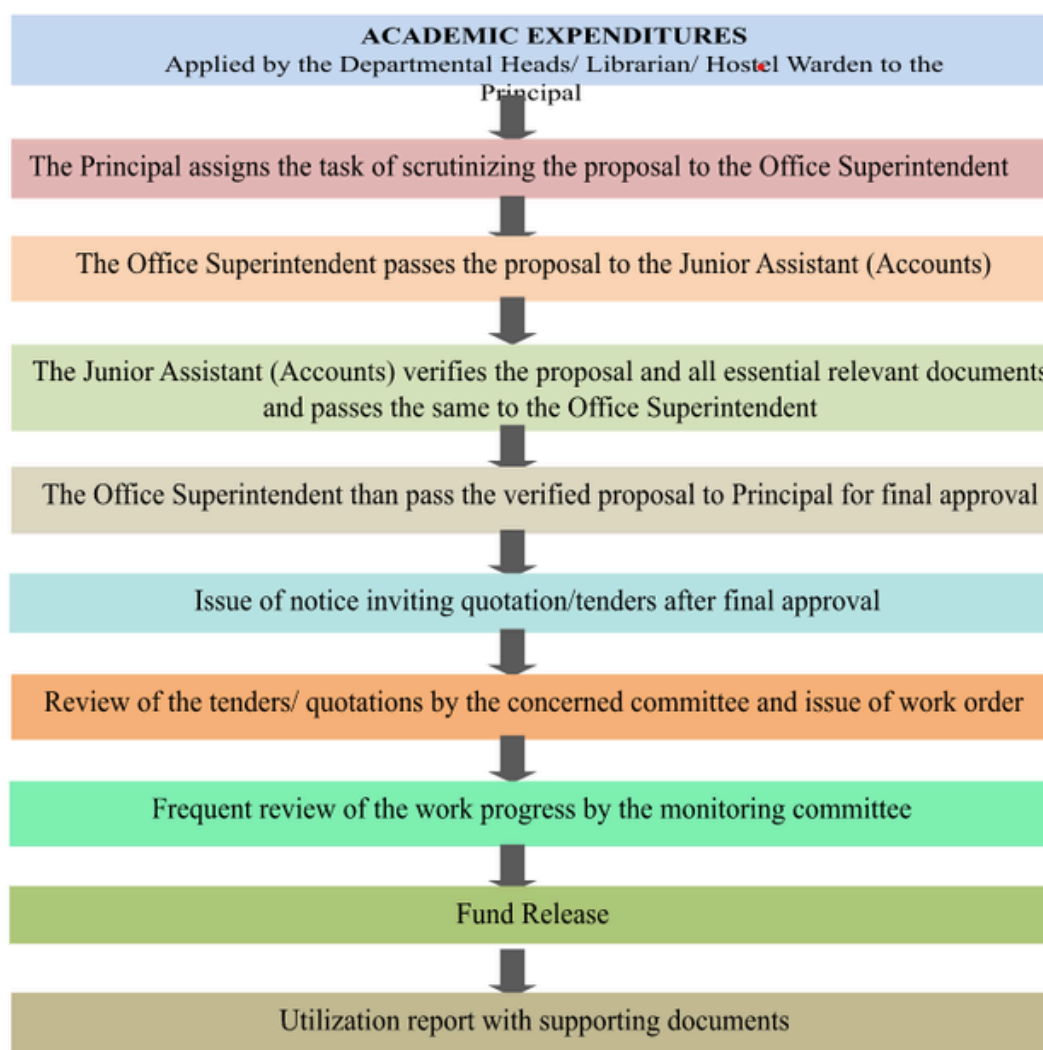 ACADEMIC EXPENDITURES
Applied by the Departmental Heads/ Librarian/ Hostel Warden to the
Principal
The Principal assigns the task of scrutinizing the proposal to the Office Superintendent
The Office Superintendent passes the proposal to the Junior Assistant (Accounts)
The Junior Assistant (Accounts) verifies the proposal and all essential relevant documents
and passes the same to the Office Superintendent
The Office Superintendent than pass the verified proposal to Principal for final approval
Issue of notice inviting quotation/tenders after final approval
Review of the tenders/ quotations by the concerned committee and issue of work order
Frequent review of the work progress by the monitoring committee
Fund Release
Utilization report with supporting documents